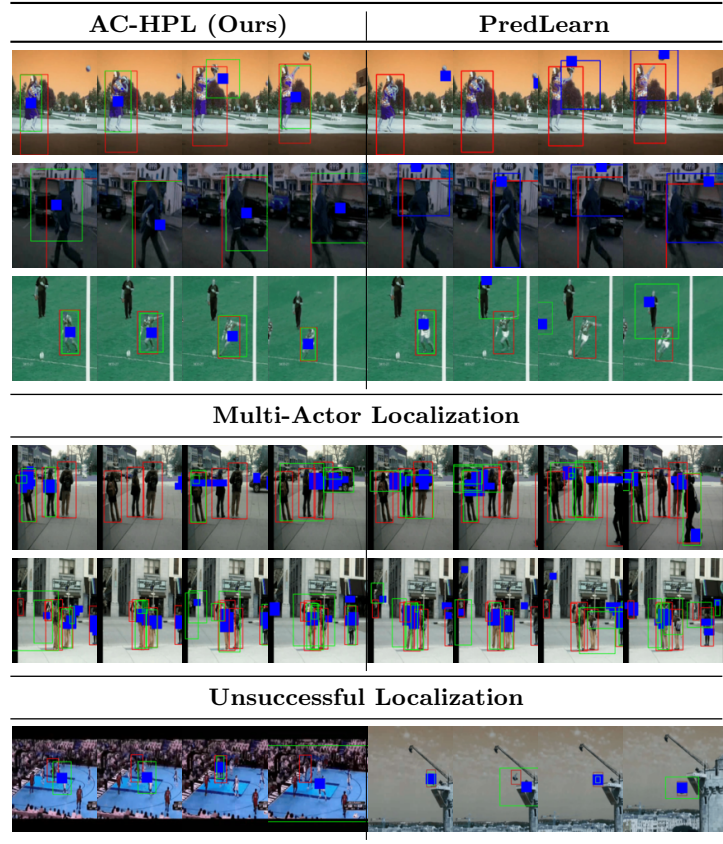 AC-HPL (Ours) PredLearn
Multi-Actor Localization
Unsuccessful Localization